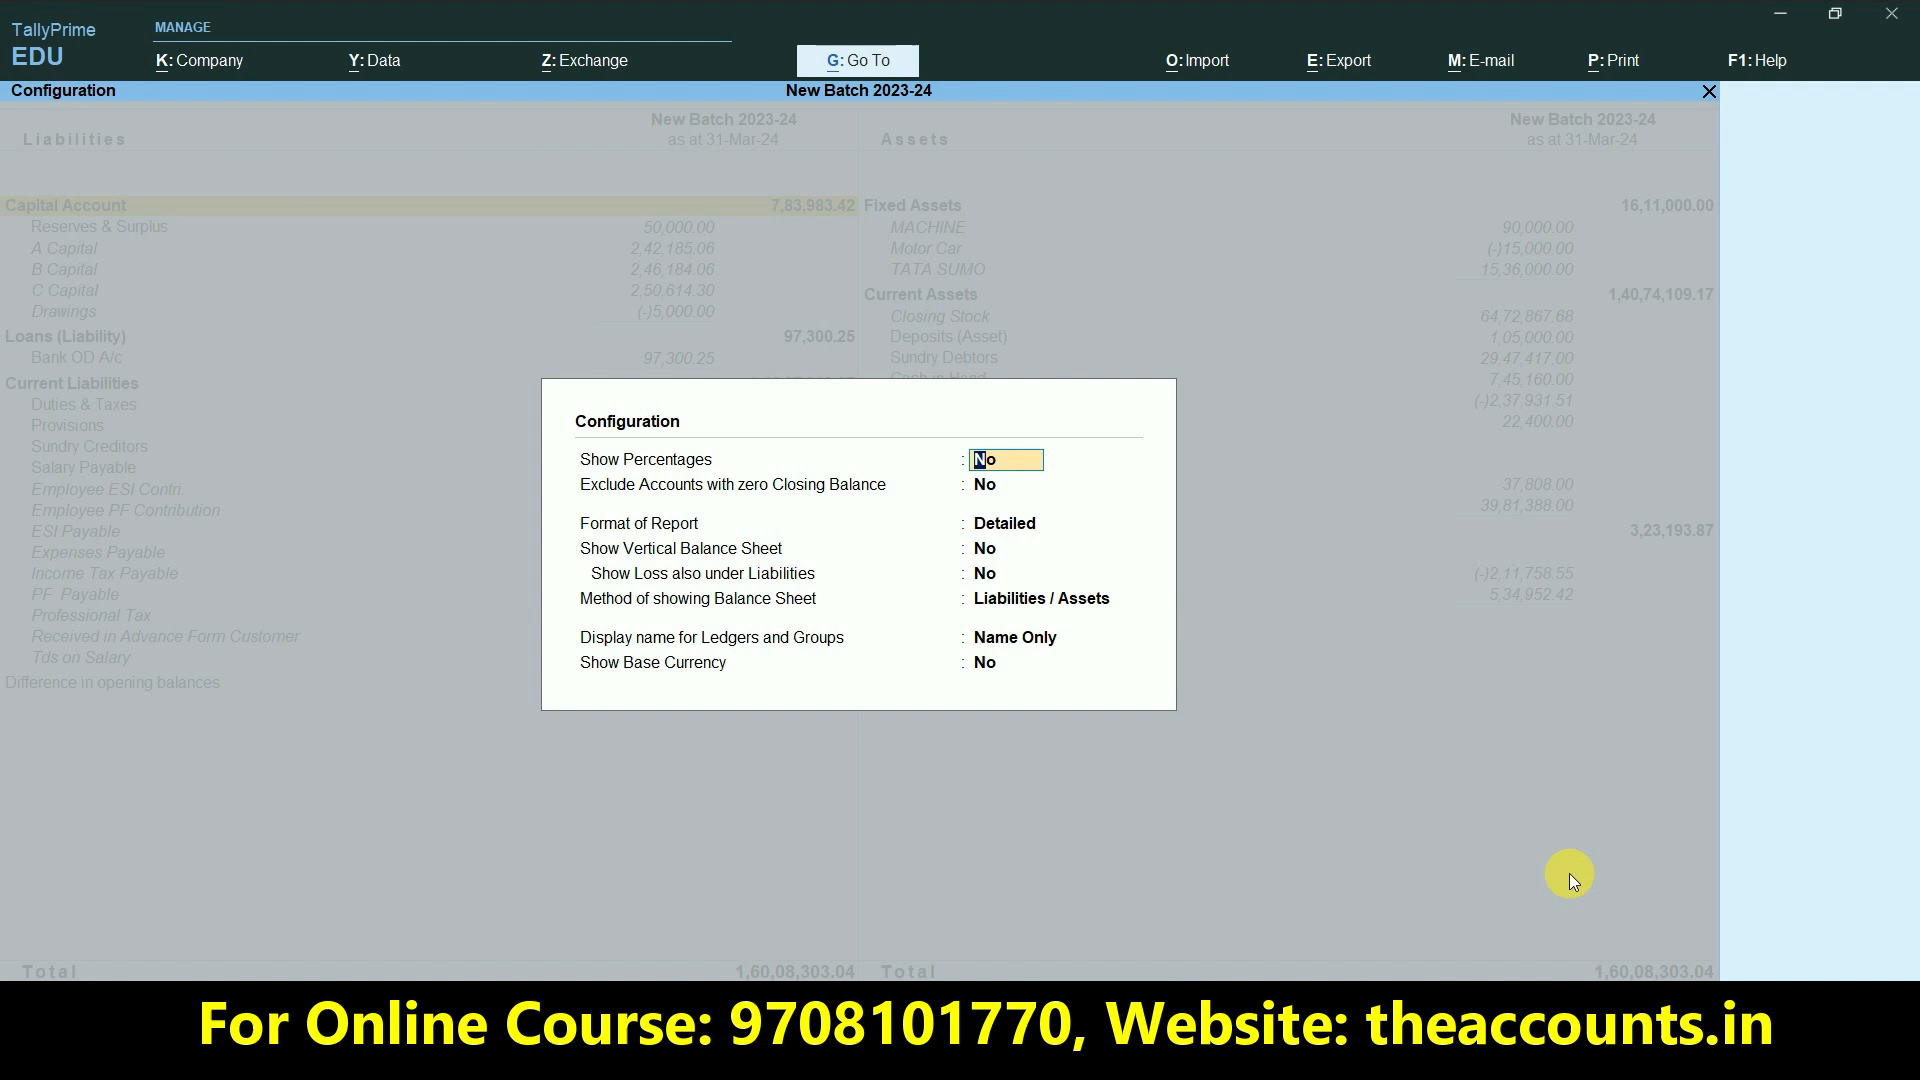 TallyPrime
EDU
MANAGE
K: Company
Y: Data
Z: Exchange
G: Go To
O: Import
E: Export
M: E-mail
P: Print
F1: Help
Configuration
New Batch 2023-24
Liabilities
New Batch 2023-24
as at 31-Mar-24
Assets
New Batch 2023-24
as at 31-Mar-24
Capital Account 7,83,983.42
Reserves & Surplus 50,000.00
A Capital 2,42,185.06
B Capital 2,46,184.06
C Capital 2,50,614.30
Drawings (-)5,000.00
Loans (Liability) 97,300.25
Bank OD A/c 97,300.25
Current Liabilities
Duties & Taxes
Provisions
Sundry Creditors
Salary Payable
Employee ESI Contri.
Employee PF Contribution
ESI Payable
Expenses Payable
Income Tax Payable
PF Payable
Professional Tax
Received in Advance Form Customer
Tds on Salary
Difference in opening balances
Total 1,60,08,303.04
Fixed Assets 16,11,000.00
MACHINE 90,000.00
Motor Car (-)15,000.00
TATA SUMO 15,36,000.00
Current Assets 1,40,74,109.17
Closing Stock 64,72,867.68
Deposits (Asset) 1,05,000.00
Sundry Debtors 29,47,417.00
Cash in Hand 7,45,160.00
(-)2,37,931.51
22,400.00
37,808.00
39,81,388.00
3,23,193.87
(-)2,11,758.55
5,34,952.42
Total 1,60,08,303.04
Configuration
Show Percentages : No
Exclude Accounts with zero Closing Balance : No
Format of Report : Detailed
Show Vertical Balance Sheet : No
Show Loss also under Liabilities : No
Method of showing Balance Sheet : Liabilities / Assets
Display name for Ledgers and Groups : Name Only
Show Base Currency : No
For Online Course: 9708101770, Website: theaccounts.in